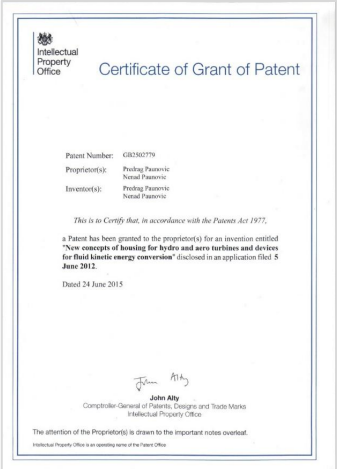 Intellectual
Property
Office
Certificate of Grant of Patent
Patent Number: GB2502779
Proprietor(s): Predrag Paunovic
Nenad Paunovic
Inventor(s): Predrag Paunovic
Nenad Paunovic
This is to Certify that, in accordance with the Patents Act 1977,
a Patent has been granted to the proprietor(s) for an invention entitled
"New concepts of housing for hydro and aero turbines and devices
for fluid kinetic energy conversion" disclosed in an application filed 5
June 2012.
Dated 24 June 2015
John Alty
John Alty
Comptroller-General of Patents, Designs and Trade Marks
Intellectual Property Office
The attention of the Proprietor(s) is drawn to the important notes overleaf.
Intellectual Property Office is an operating name of the Patent Office